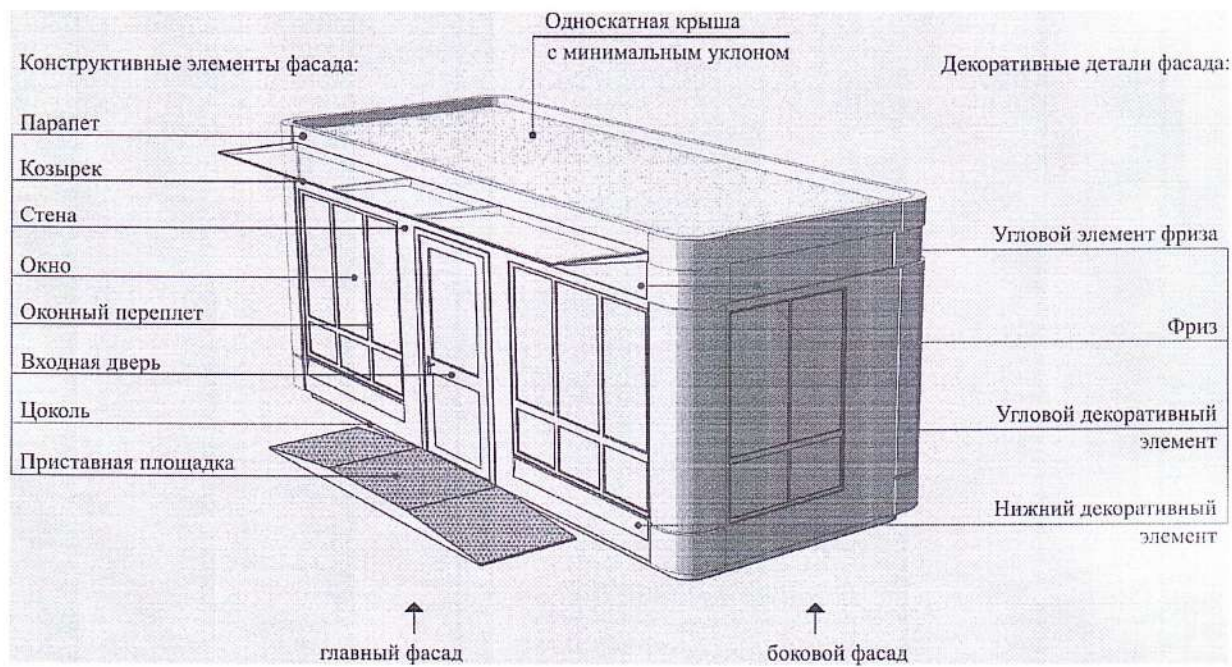 Односкатная крыша
с минимальным уклоном
Конструктивные элементы фасада:
Парапет
Козырек
Стена
Окно
Оконный переплет
Входная дверь
Цоколь
Приставная площадка
Декоративные детали фасада:
Угловой элемент фриза
Фриз
Угловой декоративный
элемент
Нижний декоративный
элемент
главный фасад
боковой фасад